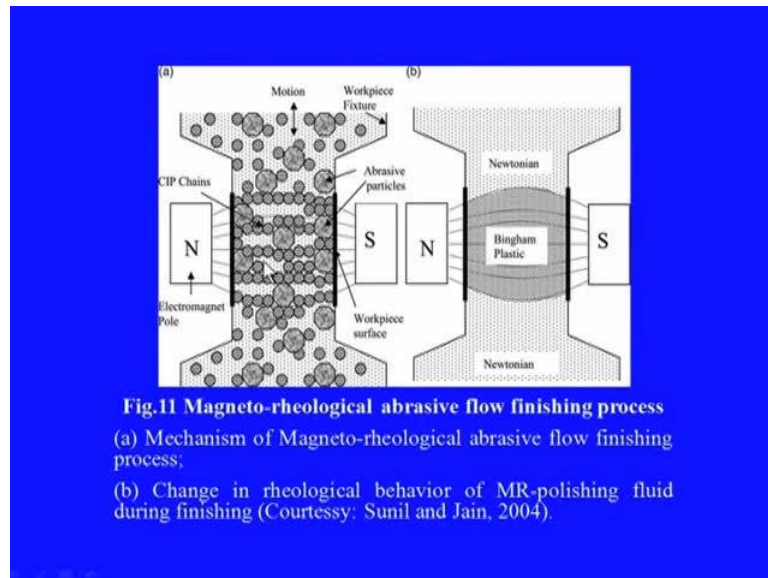 (a)
(b)
Motion
Workpiece
Fixture
CIP Chains
Abrasive
particles
N
S
Electromagnet
Pole
Workpiece
surface
Newtonian
N
Bingham
Plastic
S
Newtonian
Fig.11 Magneto-rheological abrasive flow finishing process
(a) Mechanism of Magneto-rheological abrasive flow finishing
process;
(b) Change in rheological behavior of MR-polishing fluid
during finishing (Courtessy: Sunil and Jain, 2004).